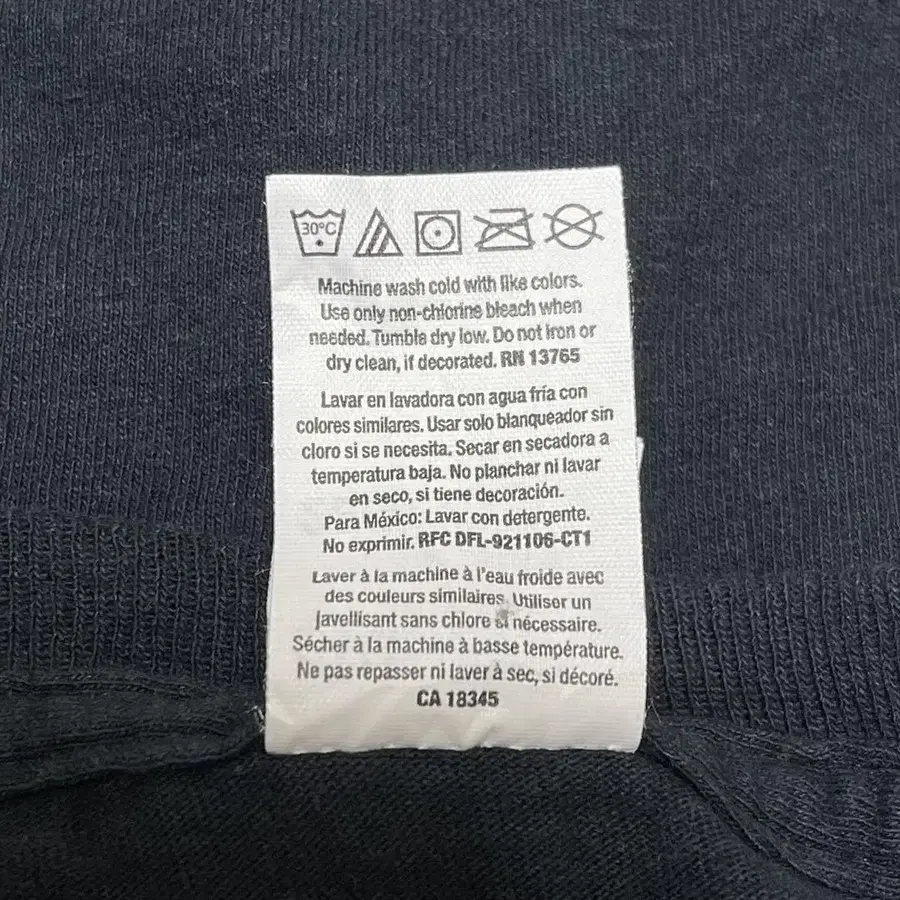 30°C
Machine wash cold with like colors.
Use only non-chlorine bleach when
needed. Tumble dry low. Do not iron or
dry clean, if decorated. RN 13765
Lavar en lavadora con agua fría con
colores similares. Usar solo blanqueador sin
cloro si se necesita. Secar en secadora a
temperatura baja. No planchar ni lavar
en seco, si tiene decoración.
Para México: Lavar con detergente.
No exprimir. RFC DFL-921106-CT1
Laver à la machine à l'eau froide avec
des couleurs similaires. Utiliser un
javellisant sans chlore si nécessaire.
Sécher à la machine à basse température.
Ne pas repasser ni laver à sec, si décoré.
CA 18345